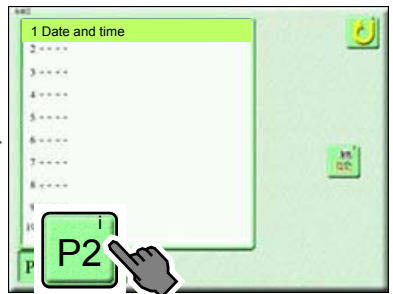 1 Date and time
2 ----
3 ----
4 ----
5 ----
6 ----
7 ----
8 ----
i
P2